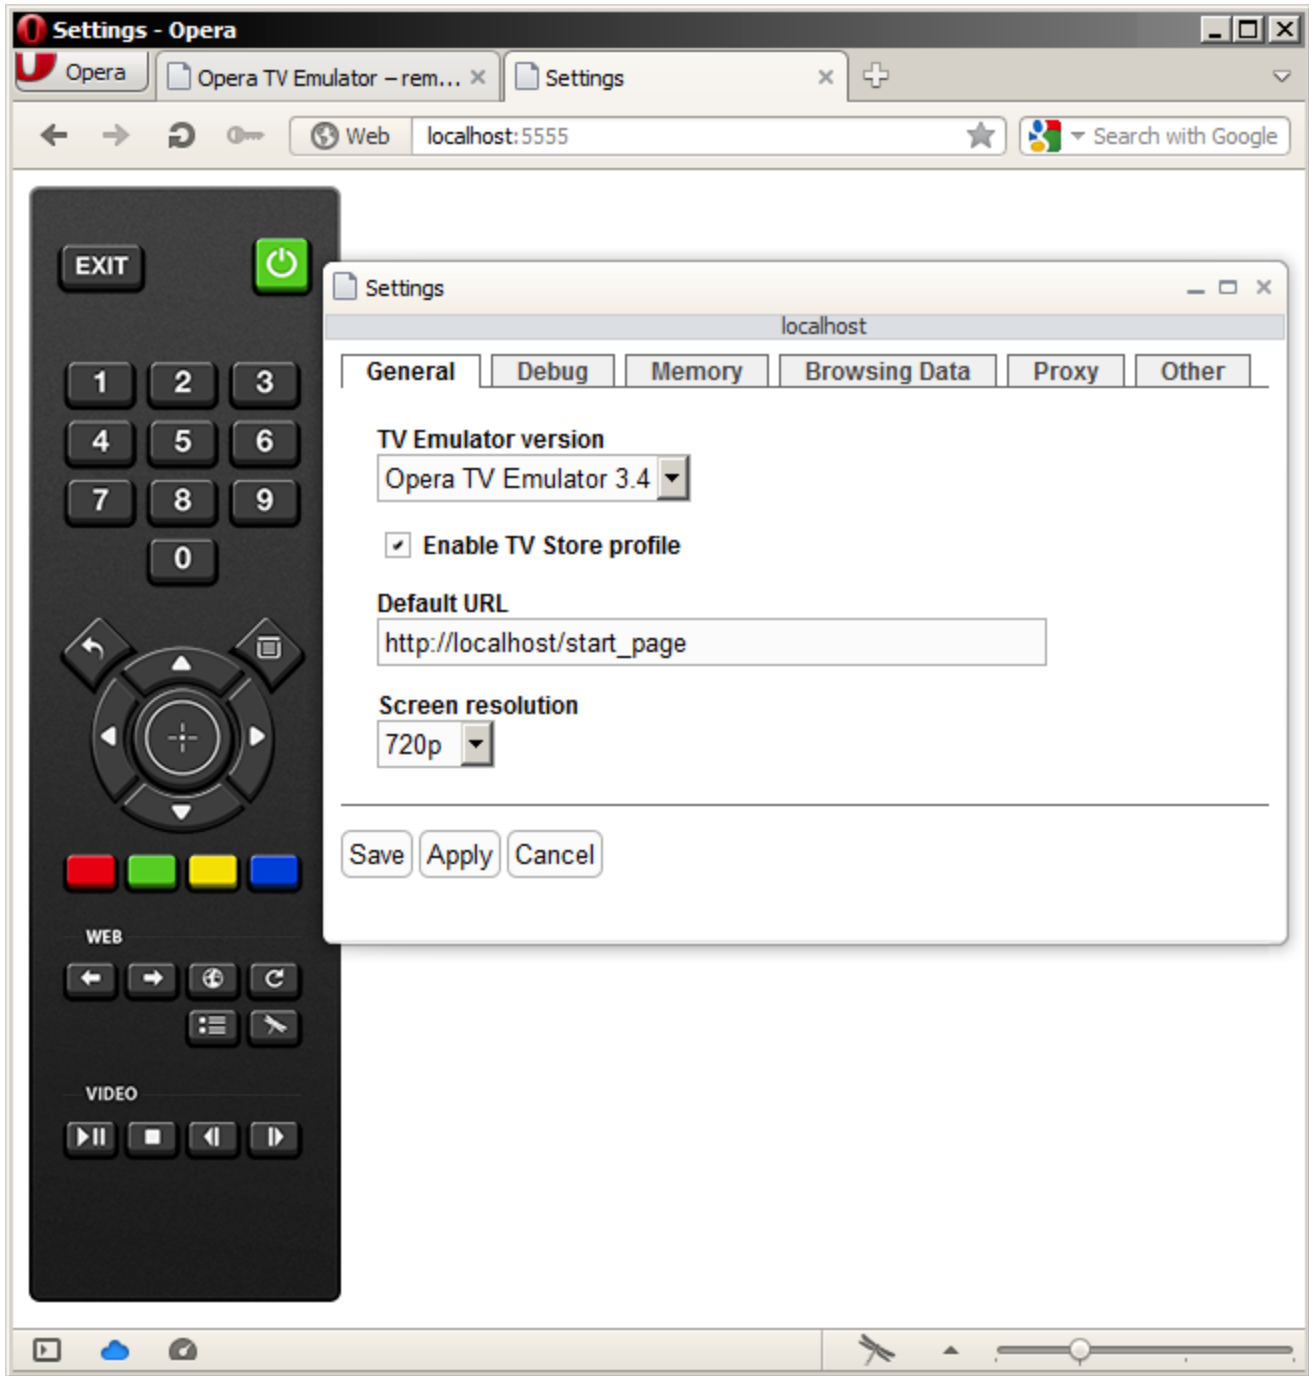 Settings - Opera
Opera
Opera TV Emulator – rem...
Settings
Web
localhost:5555
Search with Google
EXIT
Settings
localhost
General
Debug
Memory
Browsing Data
Proxy
Other
1 2 3
4 5 6
7 8 9
0
TV Emulator version
Opera TV Emulator 3.4
Enable TV Store profile
Default URL
http://localhost/start_page
Screen resolution
720p
Save
Apply
Cancel
WEB
VIDEO